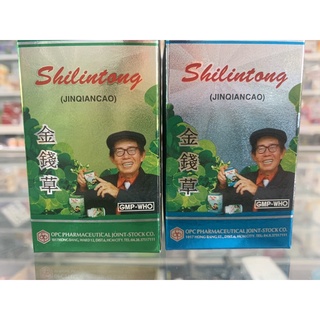 Shilintong
(JINQIANCAO)
金錢草
GMP-WHO
OPC PHARMACEUTICAL JOINT-STOCK CO.
Shilintong
(JINQIANCAO)
金錢草
GMP-WHO
OPC PHARMACEUTICAL JOINT-STOCK CO.